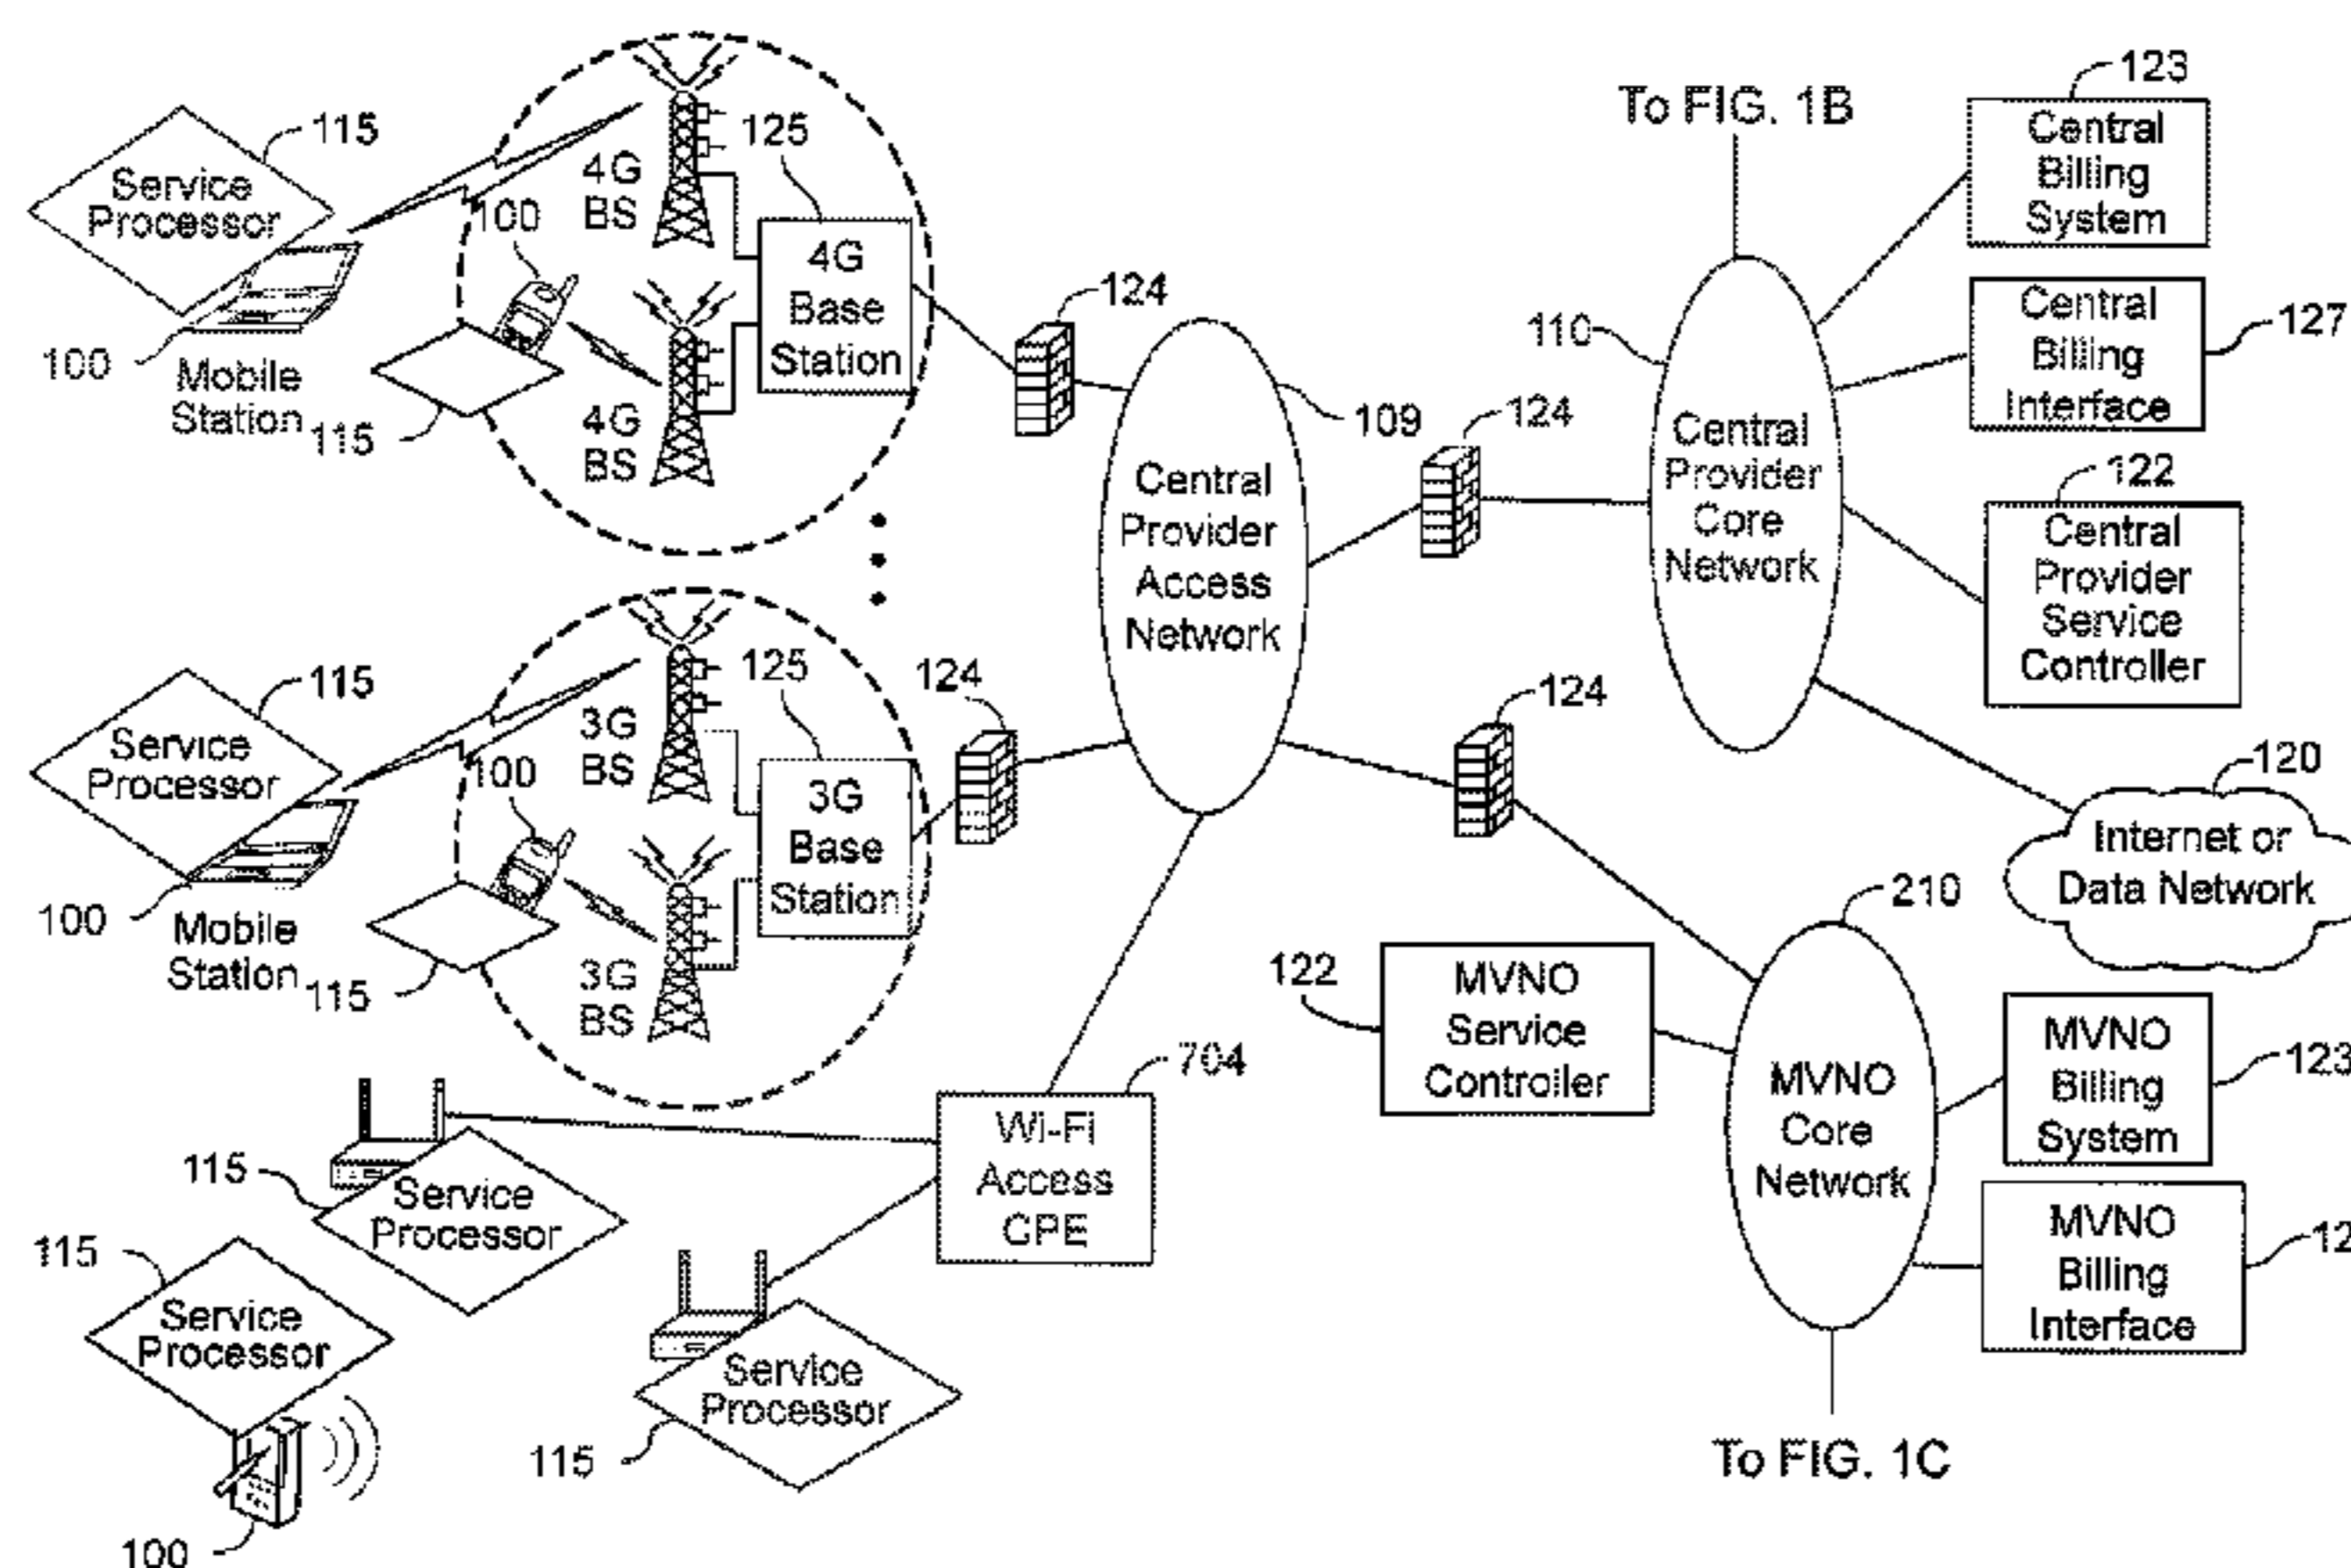 To FIG. 1B
123
Central
Billing
System
115
Service
Processor
125
4G
BS
100
4G
Base
Station
124
100
Mobile
Station
115
4G
BS
109
Central
Provider
Access
Network
124
110
Central
Provider
Core
Network
Central
Billing
Interface
127
122
Central
Provider
Service
Controller
115
Service
Processor
125
3G
BS
100
3G
Base
Station
124
100
Mobile
Station
115
3G
BS
124
120
Internet or
Data Network
210
122
MVNO
Service
Controller
MVNO
Core
Network
MVNO
Billing
System
123
MVNO
Billing
Interface
12
704
Wi-Fi
Access
CPE
115
Service
Processor
115
Service
Processor
100
Service
Processor
115
To FIG. 1C